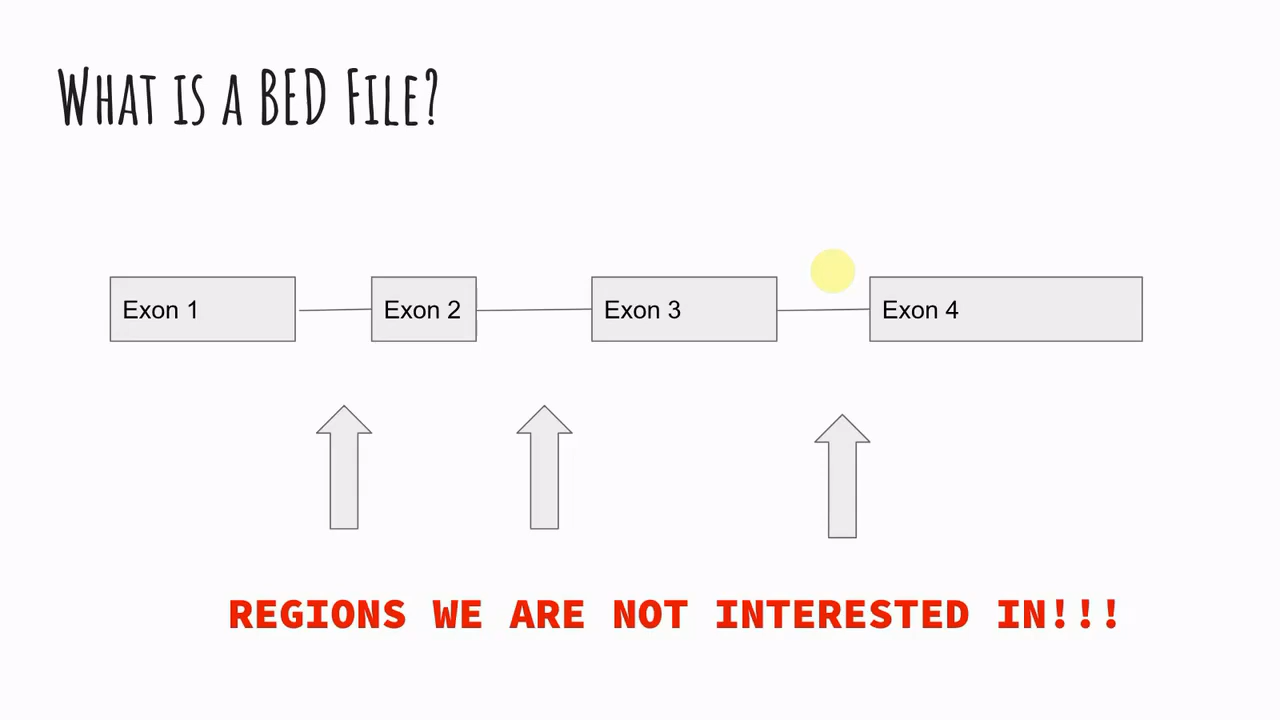 What is a BED File?
Exon 1
Exon 2
Exon 3
Exon 4
REGIONS WE ARE NOT INTERESTED IN!!!